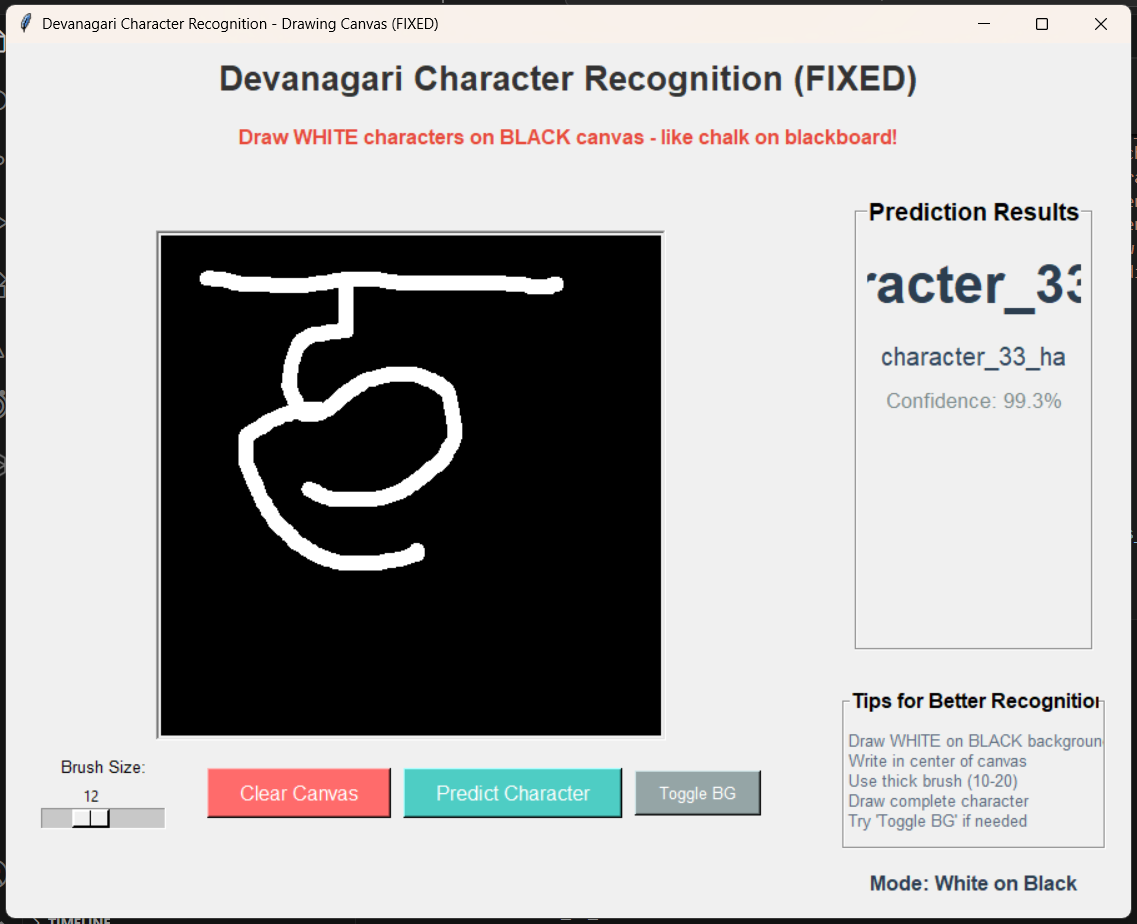 Devanagari Character Recognition - Drawing Canvas (FIXED)
Devanagari Character Recognition (FIXED)
Draw WHITE characters on BLACK canvas - like chalk on blackboard!
ह
Prediction Results
racter_33
character_33_ha
Confidence: 99.3%
Tips for Better Recognition
Draw WHITE on BLACK backgroun
Write in center of canvas
Use thick brush (10-20)
Draw complete character
Try 'Toggle BG' if needed
Brush Size:
12
Clear Canvas
Predict Character
Toggle BG
Mode: White on Black
TIMELINE